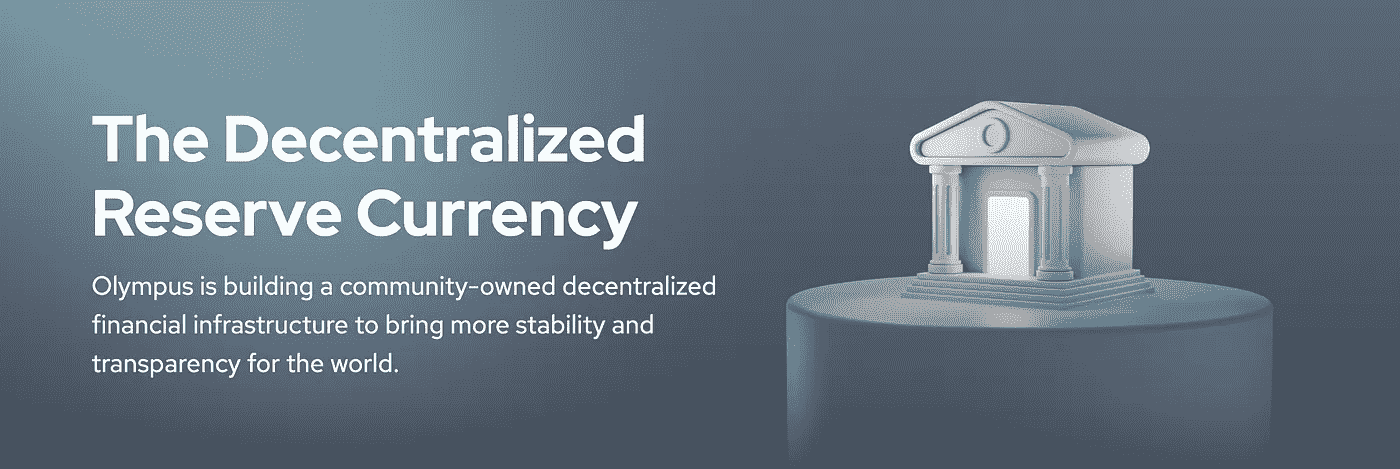 The Decentralized
Reserve Currency
Olympus is building a community-owned decentralized
financial infrastructure to bring more stability and
transparency for the world.